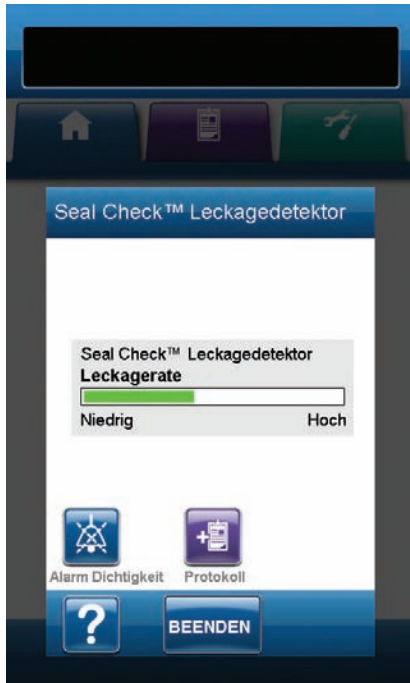 Seal Check™ Leckagedetektor
Seal Check™ Leckagedetektor
Leckagerate
Niedrig Hoch
Alarm Dichtigkeit Protokoll
? BEENDEN